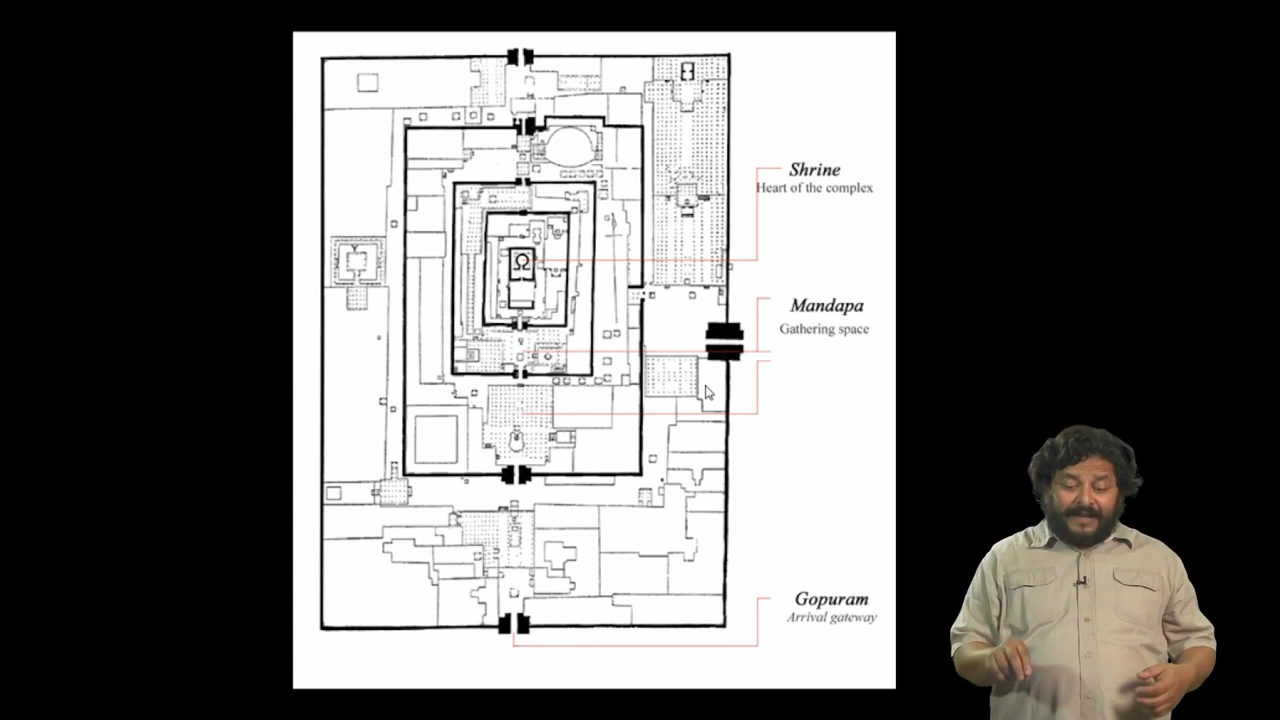 Shrine
Heart of the complex
Mandapa
Gathering space
Gopuram
Arrival gateway